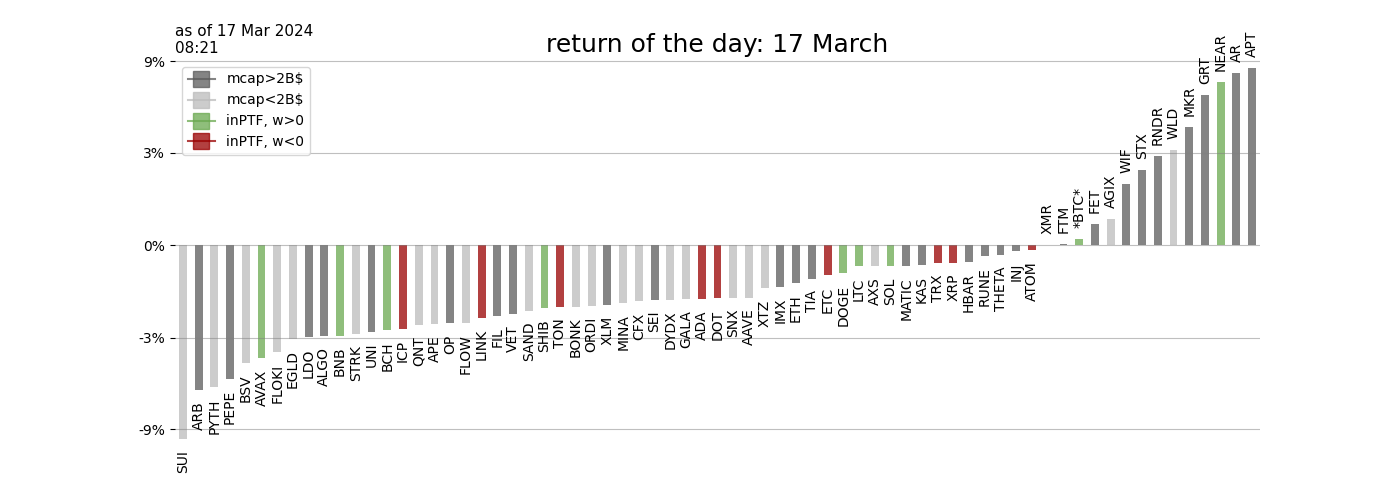 as of 17 Mar 2024
08:21
return of the day: 17 March
9%
3%
0%
-3%
-9%
mcap>2B$
mcap<2B$
inPTF, w>0
inPTF, w<0
SUI
ARB
PYTH
PEPE
BSV
AVAX
FLOKI
EGLD
LDO
ALGO
BNB
STRK
UNI
BCH
ICP
QNT
APE
OP
FLOW
LINK
FIL
VET
SAND
SHIB
TON
BONK
ORDI
XLM
MINA
CFX
SEI
DYDX
GALA
ADA
DOT
SNX
AAVE
XTZ
IMX
ETH
TIA
ETC
DOGE
LTC
AXS
SOL
MATIC
KAS
TRX
XRP
HBAR
RUNE
THETA
INJ
ATOM
XMR
FTM
*BTC*
FET
AGIX
WIF
STX
RNDR
WLD
MKR
GRT
NEAR
AR
APT